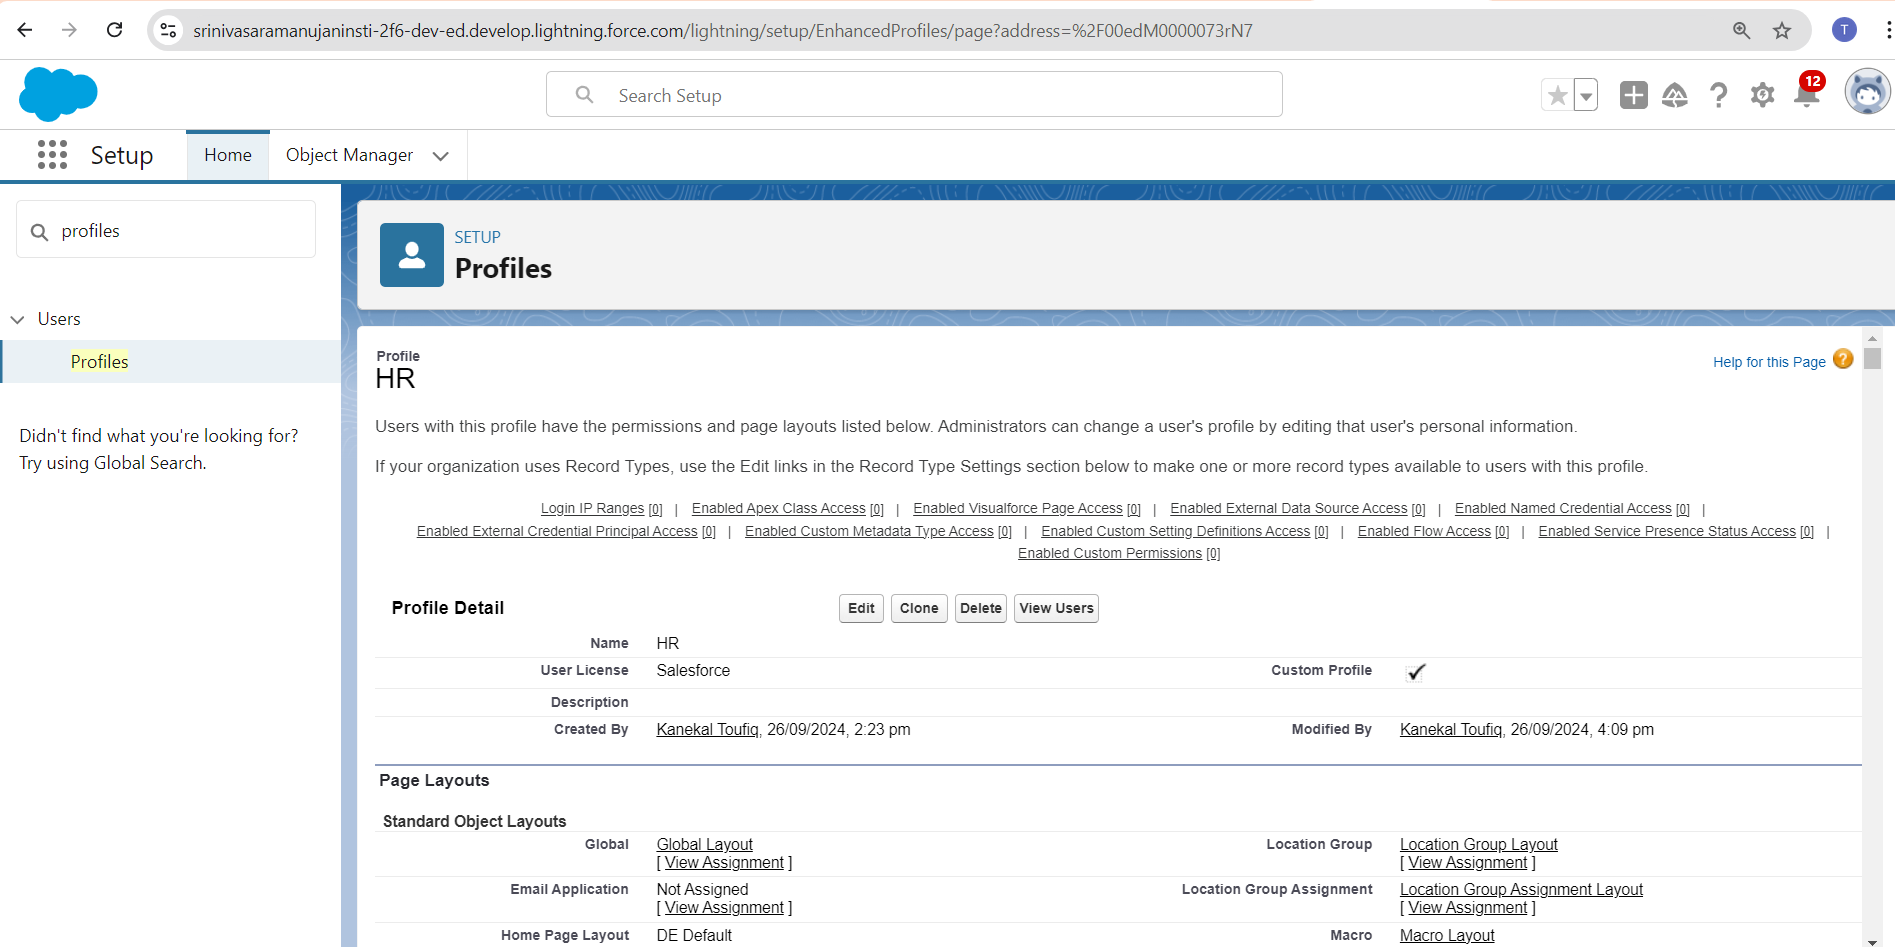 srinivasaramanujaninsti-2f6-dev-ed.develop.lightning.force.com/lightning/setup/EnhancedProfiles/page?address=%2F00edM0000073rN7
T
Search Setup
12
Setup
Home
Object Manager
profiles
Users
Profiles
Didn't find what you're looking for?
Try using Global Search.
SETUP
Profiles
Profile
HR
Help for this Page ?
Users with this profile have the permissions and page layouts listed below. Administrators can change a user's profile by editing that user's personal information.
If your organization uses Record Types, use the Edit links in the Record Type Settings section below to make one or more record types available to users with this profile.
Login IP Ranges [0] | Enabled Apex Class Access [0] | Enabled Visualforce Page Access [0] | Enabled External Data Source Access [0] | Enabled Named Credential Access [0] |
Enabled External Credential Principal Access [0] | Enabled Custom Metadata Type Access [0] | Enabled Custom Setting Definitions Access [0] | Enabled Flow Access [0] | Enabled Service Presence Status Access [0] |
Enabled Custom Permissions [0]
Profile Detail
Edit Clone Delete View Users
Name HR
User License Salesforce Custom Profile
Description
Created By Kanekal Toufiq, 26/09/2024, 2:23 pm Modified By Kanekal Toufiq, 26/09/2024, 4:09 pm
Page Layouts
Standard Object Layouts
Global Global Layout Location Group Location Group Layout
[ View Assignment ] [ View Assignment ]
Email Application Not Assigned Location Group Assignment Location Group Assignment Layout
[ View Assignment ] [ View Assignment ]
Home Page Layout DE Default Macro Macro Layout